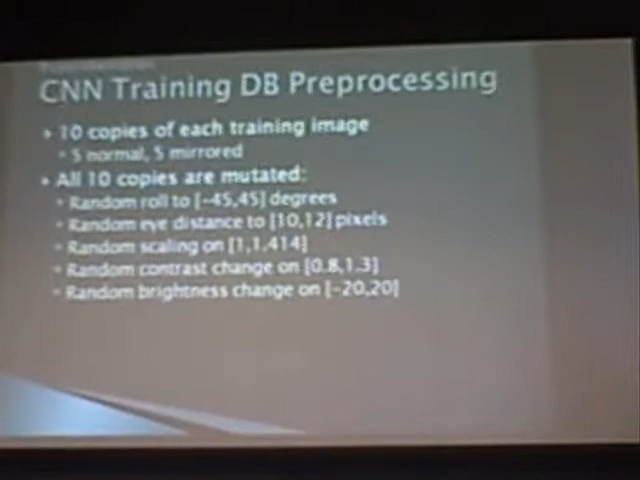 CNN Training DB Preprocessing
10 copies of each training image
5 normal, 5 mirrored
All 10 copies are mutated:
Random roll to [-45,45] degrees
Random eye distance to [10,12] pixels
Random scaling on [1,1.414]
Random contrast change on [0.8,1.3]
Random brightness change on [-20,20]